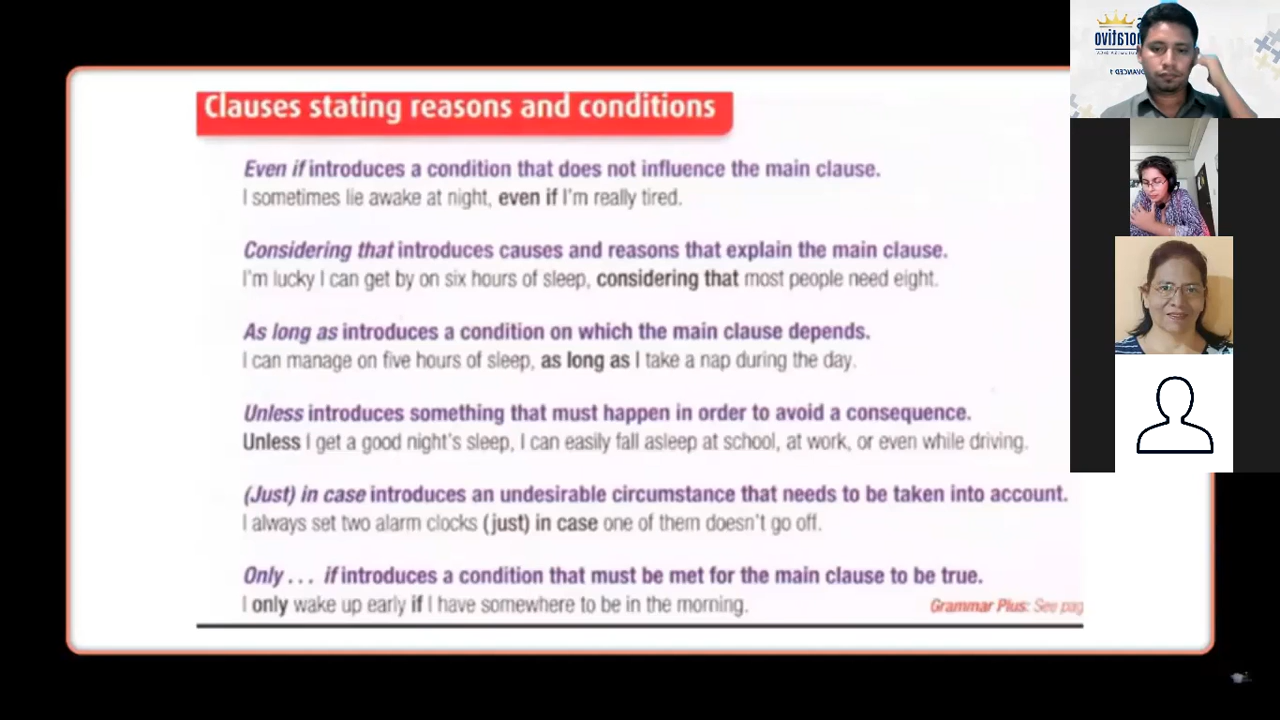 Clauses stating reasons and conditions
Even if introduces a condition that does not influence the main clause.
I sometimes lie awake at night, even if I'm really tired.
Considering that introduces causes and reasons that explain the main clause.
I'm lucky I can get by on six hours of sleep, considering that most people need eight.
As long as introduces a condition on which the main clause depends.
I can manage on five hours of sleep, as long as I take a nap during the day.
Unless introduces something that must happen in order to avoid a consequence.
Unless I get a good night's sleep, I can easily fall asleep at school, at work, or even while driving.
(Just) in case introduces an undesirable circumstance that needs to be taken into account.
I always set two alarm clocks (just) in case one of them doesn't go off.
Only . . . if introduces a condition that must be met for the main clause to be true.
I only wake up early if I have somewhere to be in the morning.
Grammar Plus: See pag